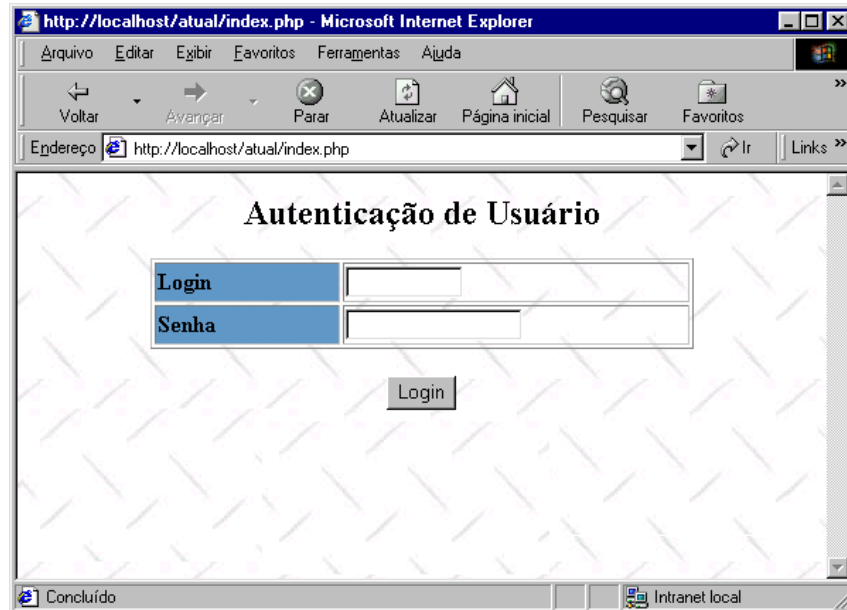 http://localhost/atual/index.php - Microsoft Internet Explorer
Arquivo Editar Exibir Favoritos Ferramentas Ajuda
Voltar Avançar Parar Atualizar Página inicial Pesquisar Favoritos »
Endereço http://localhost/atual/index.php Ir Links »
Autenticação de Usuário
Login
Senha
Login
Concluído Intranet local